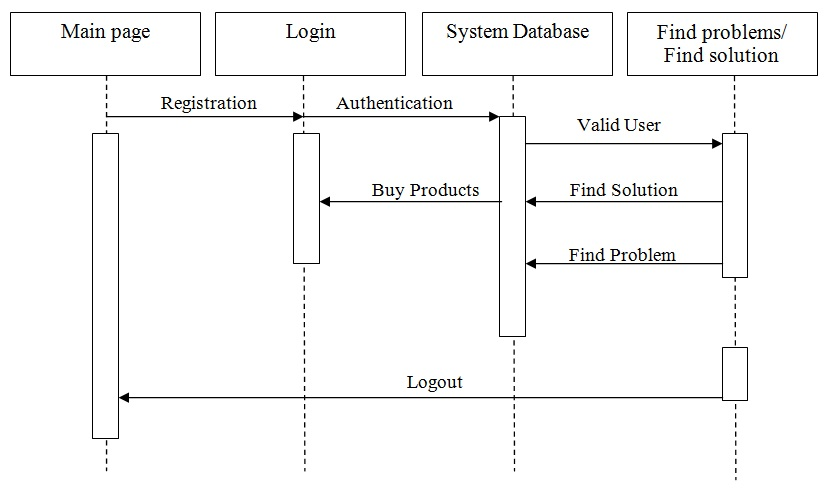 Main page
Login
System Database
Find problems/
Find solution
Registration
Authentication
Valid User
Buy Products
Find Solution
Find Problem
Logout